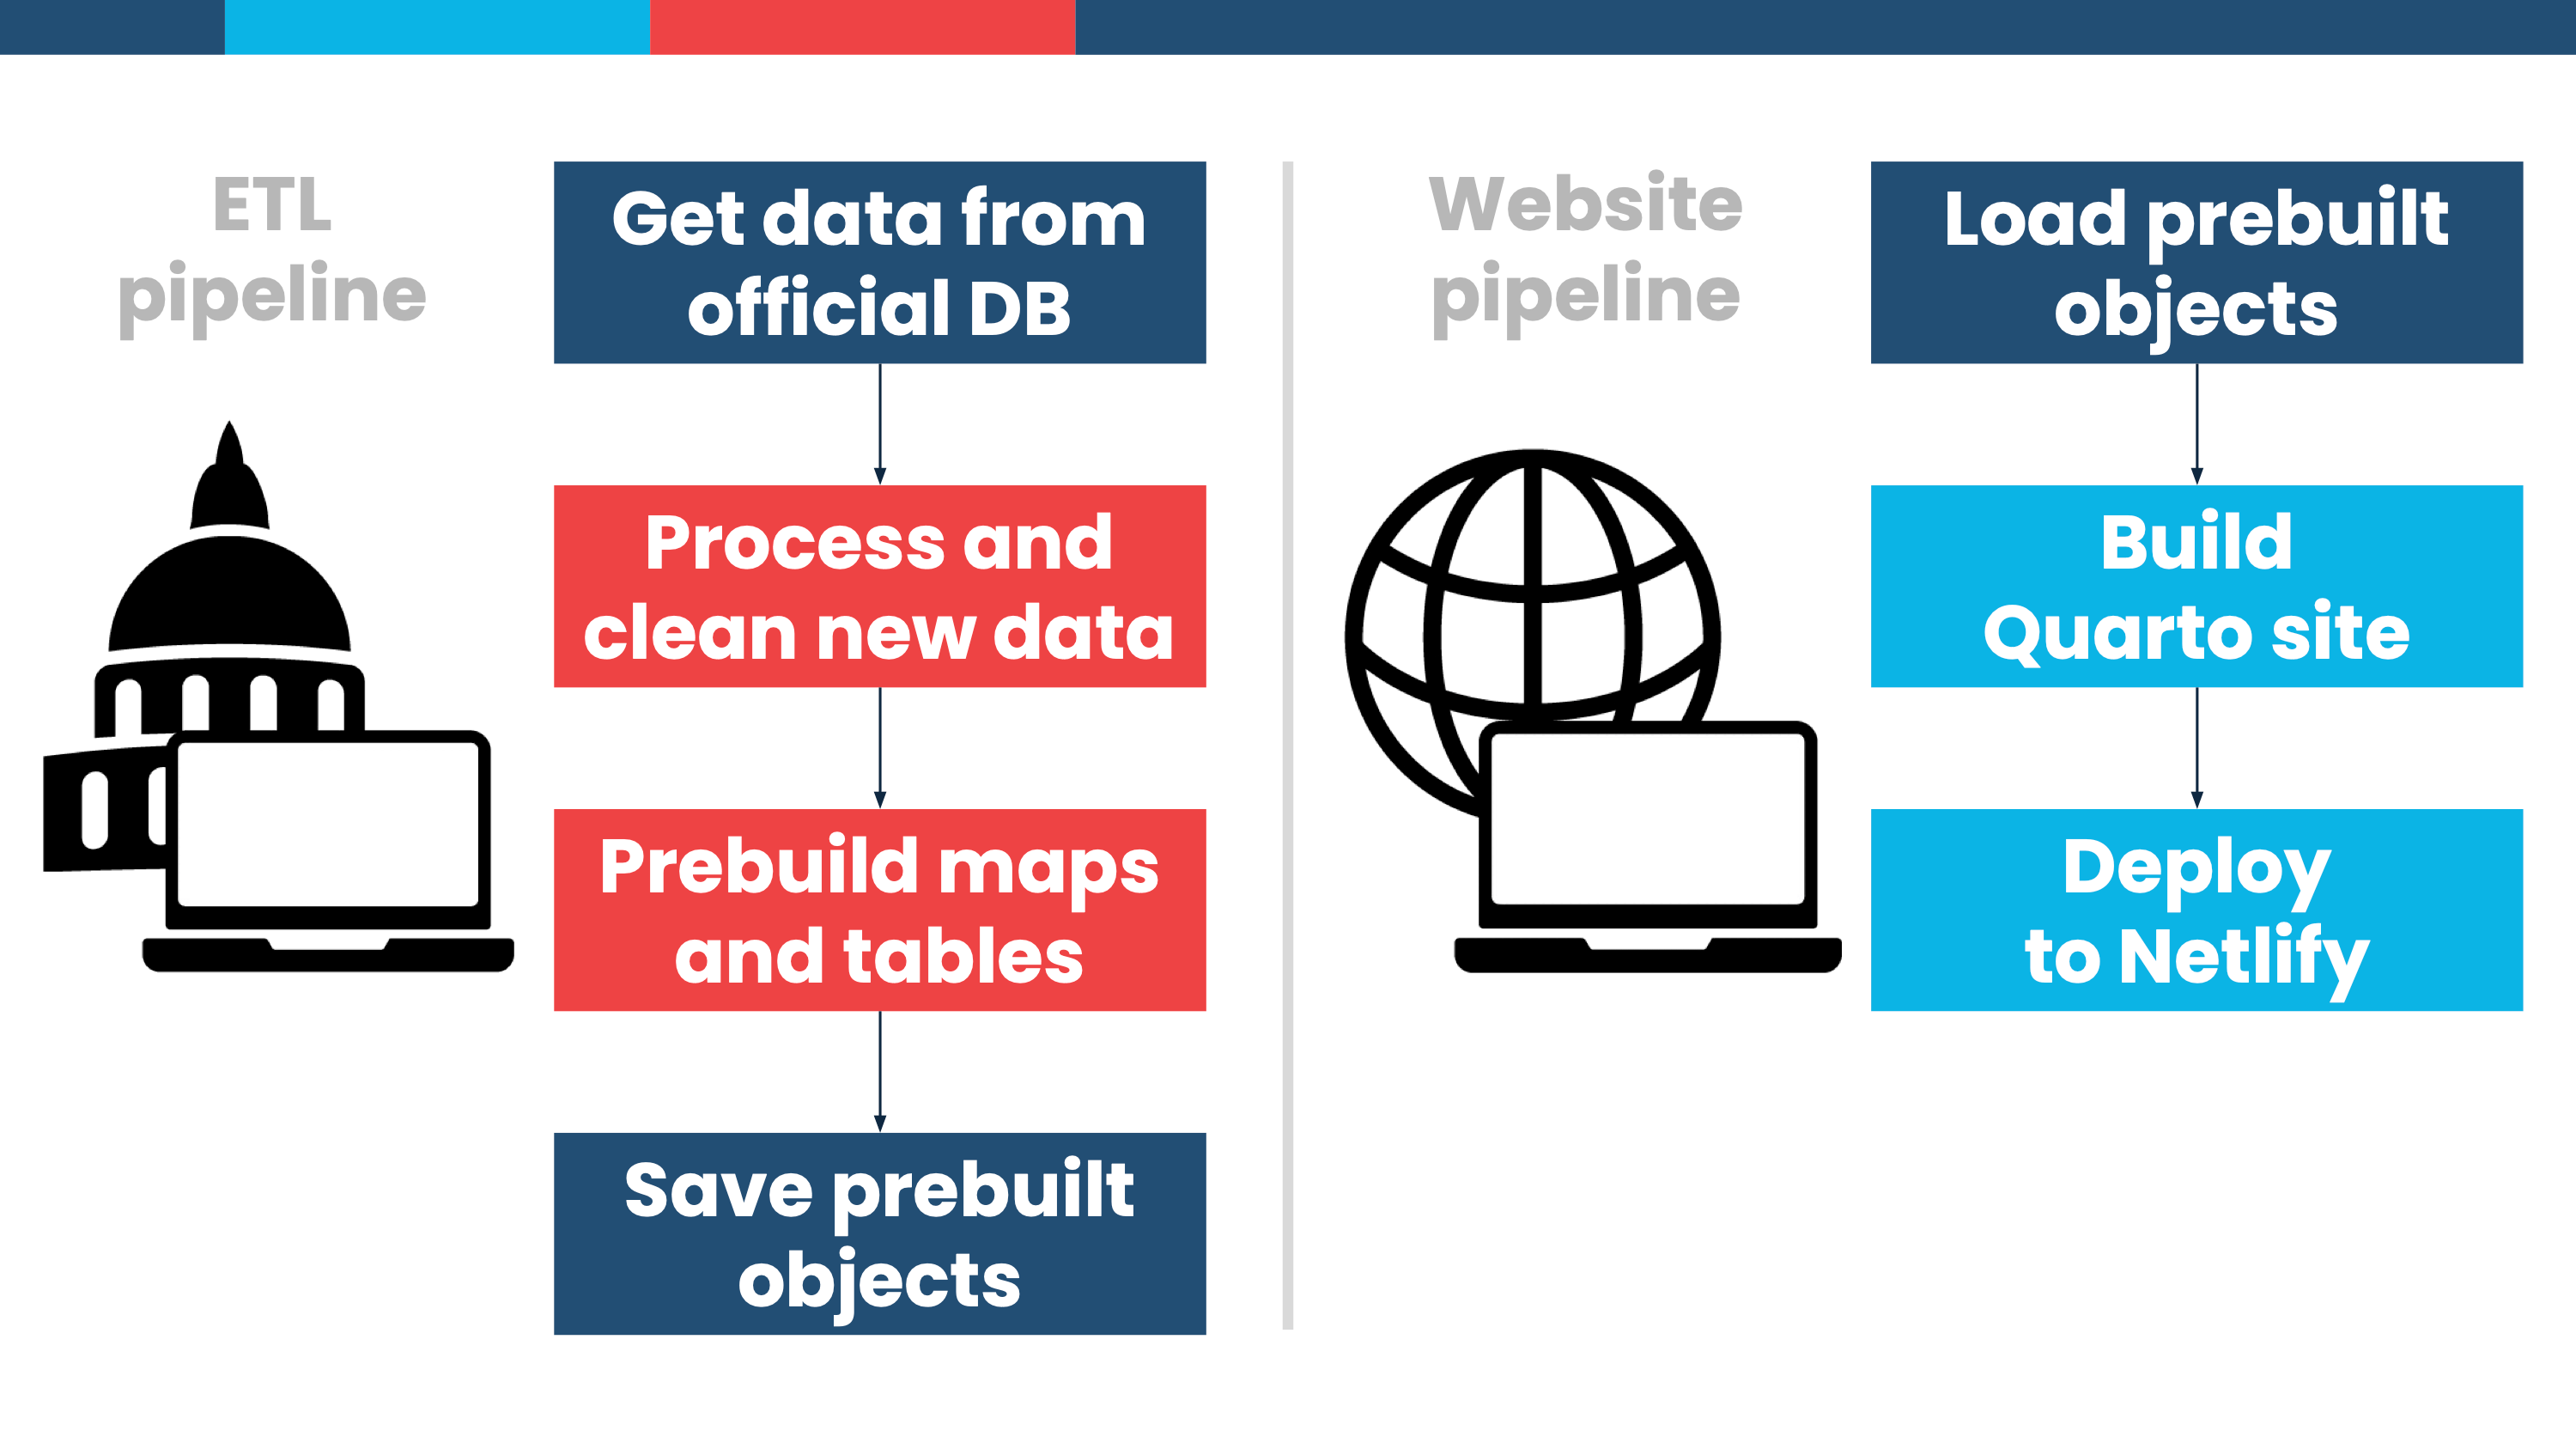 ETL
pipeline
Get data from
official DB
Process and
clean new data
Prebuild maps
and tables
Save prebuilt
objects
Website
pipeline
Load prebuilt
objects
Build
Quarto site
Deploy
to Netlify